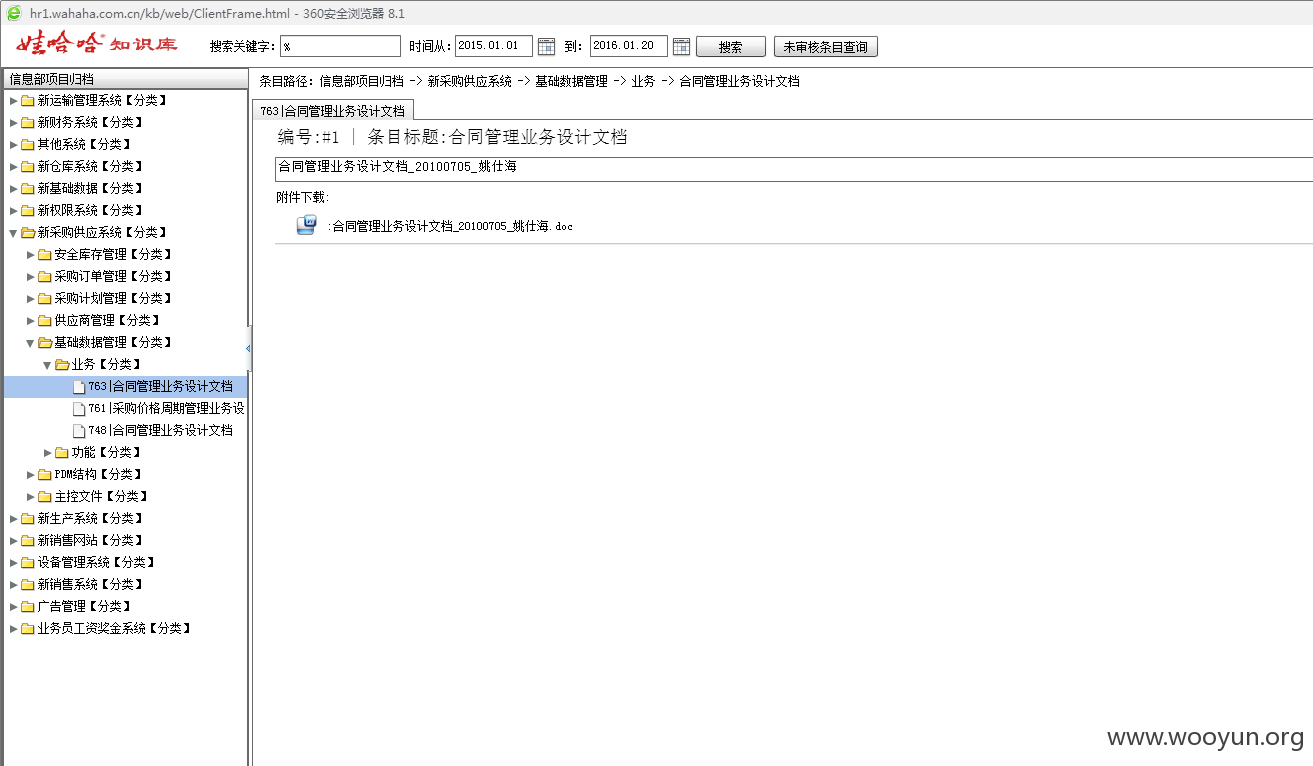 hr1.wahaha.com.cn/kb/web/ClientFrame.html - 360安全浏览器 8.1
娃哈哈® 知识库 搜索关键字: % 时间从: 2015.01.01 到: 2016.01.20 搜索 未审核条目查询
信息部项目归档
新运输管理系统【分类】
新财务系统【分类】
其他系统【分类】
新仓库系统【分类】
新基础数据【分类】
新权限系统【分类】
新采购供应系统【分类】
安全库存管理【分类】
采购订单管理【分类】
采购计划管理【分类】
供应商管理【分类】
基础数据管理【分类】
业务【分类】
763|合同管理业务设计文档
761|采购价格周期管理业务设
748|合同管理业务设计文档
功能【分类】
PDM结构【分类】
主控文件【分类】
新生产系统【分类】
新销售网站【分类】
设备管理系统【分类】
新销售系统【分类】
广告管理【分类】
业务员工资奖金系统【分类】
条目路径: 信息部项目归档 -> 新采购供应系统 -> 基础数据管理 -> 业务 -> 合同管理业务设计文档
763|合同管理业务设计文档
编号:#1 | 条目标题:合同管理业务设计文档
合同管理业务设计文档_20100705_姚仕海
附件下载:
:合同管理业务设计文档_20100705_姚仕海.doc
www.wooyun.org